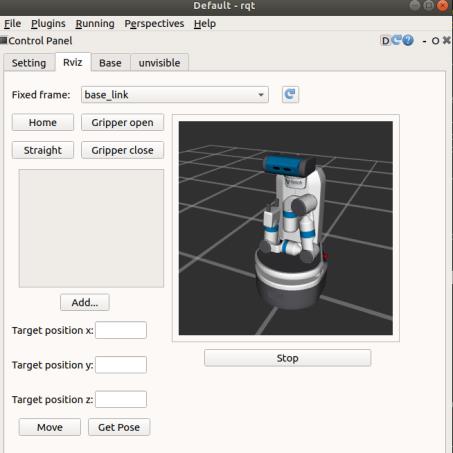 Default - rqt
File Plugins Running Perspectives Help
Control Panel
D
Setting Rviz Base unvisible
Fixed frame: base_link
Home Gripper open
Straight Gripper close
Add...
Target position x:
Stop
Target position y:
Target position z:
Move Get Pose